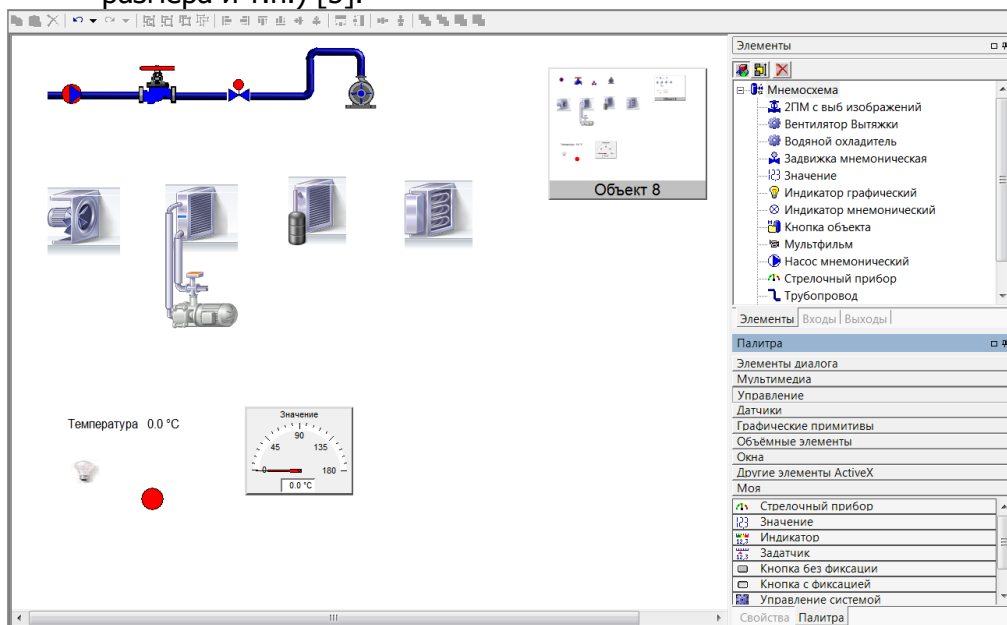 размера и т.п.) [5].
Элементы
Мнемосхема
2ПМ с выб изображений
Вентилятор Вытяжки
Водяной охладитель
Задвижка мнемоническая
Значение
Индикатор графический
Индикатор мнемонический
Кнопка объекта
Мультфильм
Насос мнемонический
Стрелочный прибор
Трубопровод
Элементы Входы Выходы
Объект 8
Палитра
Элементы диалога
Мультимедиа
Управление
Датчики
Графические примитивы
Объёмные элементы
Окна
Другие элементы ActiveX
Моя
Стрелочный прибор
Значение
Индикатор
Задатчик
Кнопка без фиксации
Кнопка с фиксацией
Управление системой
Свойства Палитра
Температура 0.0 °C
Значение
90
45 135
0 180
0.0 °C